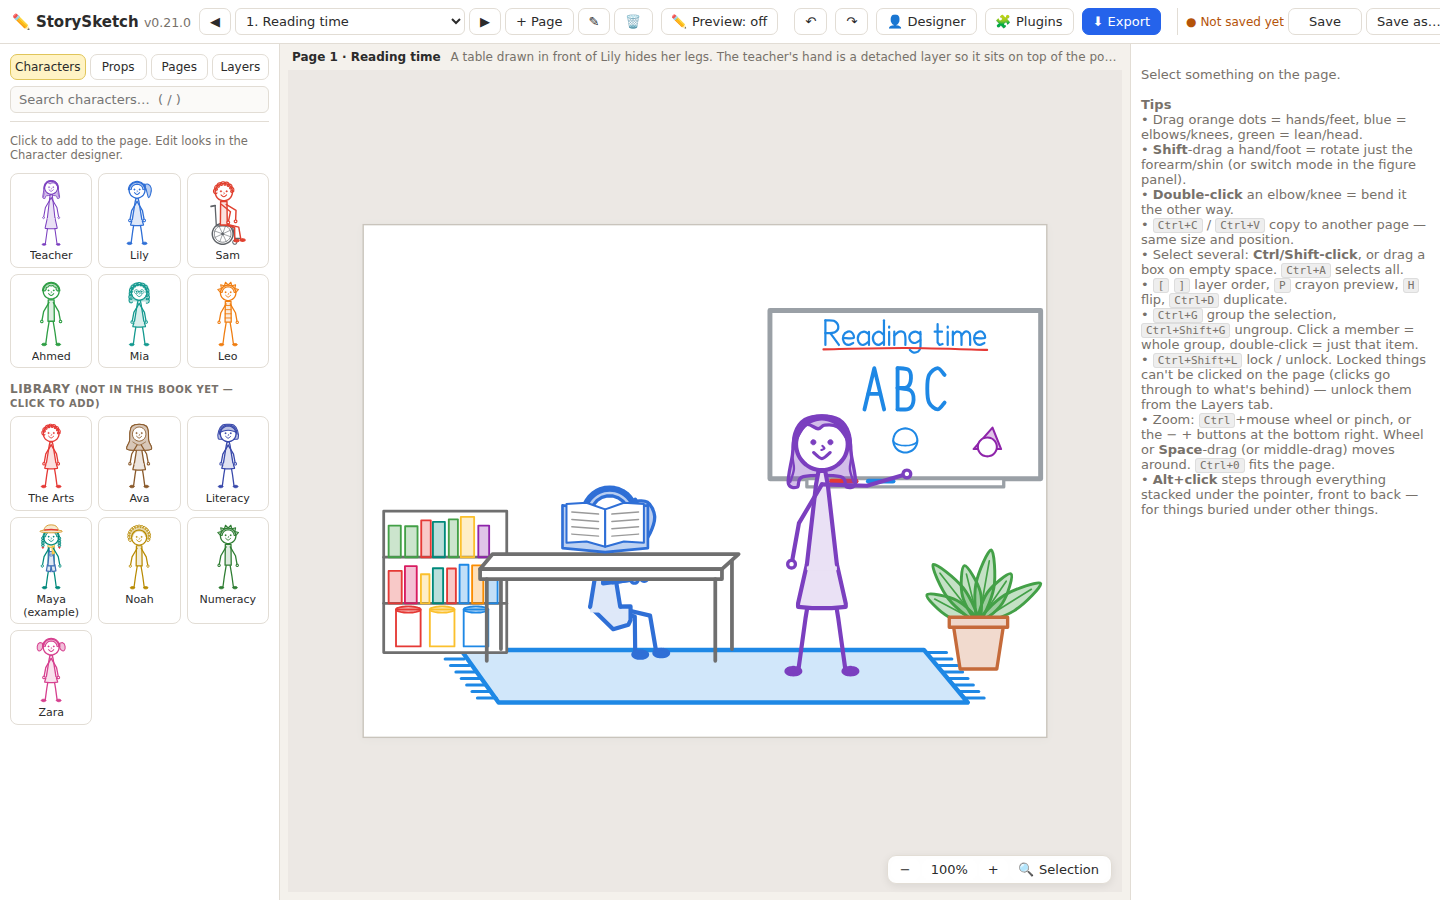 ✏️ StorySketch v0.21.0
◀ 1. Reading time ▶ + Page ✎ 🗑️ ✏️ Preview: off ↶ ↷ 👤 Designer 🧩 Plugins ⬇ Export ● Not saved yet Save Save as...
Characters Props Pages Layers
Search characters... ( / )
Click to add to the page. Edit looks in the
Character designer.
Teacher Lily Sam
Ahmed Mia Leo
LIBRARY (NOT IN THIS BOOK YET —
CLICK TO ADD)
The Arts Ava Literacy
Maya
(example)
Noah Numeracy
Zara
Page 1 · Reading time A table drawn in front of Lily hides her legs. The teacher's hand is a detached layer so it sits on top of the po...
Reading time
ABC
− 100% + 🔍 Selection
Select something on the page.
Tips
• Drag orange dots = hands/feet, blue =
elbows/knees, green = lean/head.
• Shift-drag a hand/foot = rotate just the
forearm/shin (or switch mode in the figure
panel).
• Double-click an elbow/knee = bend it
the other way.
• Ctrl+C / Ctrl+V copy to another page —
same size and position.
• Select several: Ctrl/Shift-click, or drag a
box on empty space. Ctrl+A selects all.
• [ ] layer order, P crayon preview, H
flip, Ctrl+D duplicate.
• Ctrl+G group the selection,
Ctrl+Shift+G ungroup. Click a member =
whole group, double-click = just that item.
• Ctrl+Shift+L lock / unlock. Locked things
can't be clicked on the page (clicks go
through to what's behind) — unlock them
from the Layers tab.
• Zoom: Ctrl+mouse wheel or pinch, or
the − + buttons at the bottom right. Wheel
or Space-drag (or middle-drag) moves
around. Ctrl+0 fits the page.
• Alt+click steps through everything
stacked under the pointer, front to back —
for things buried under other things.